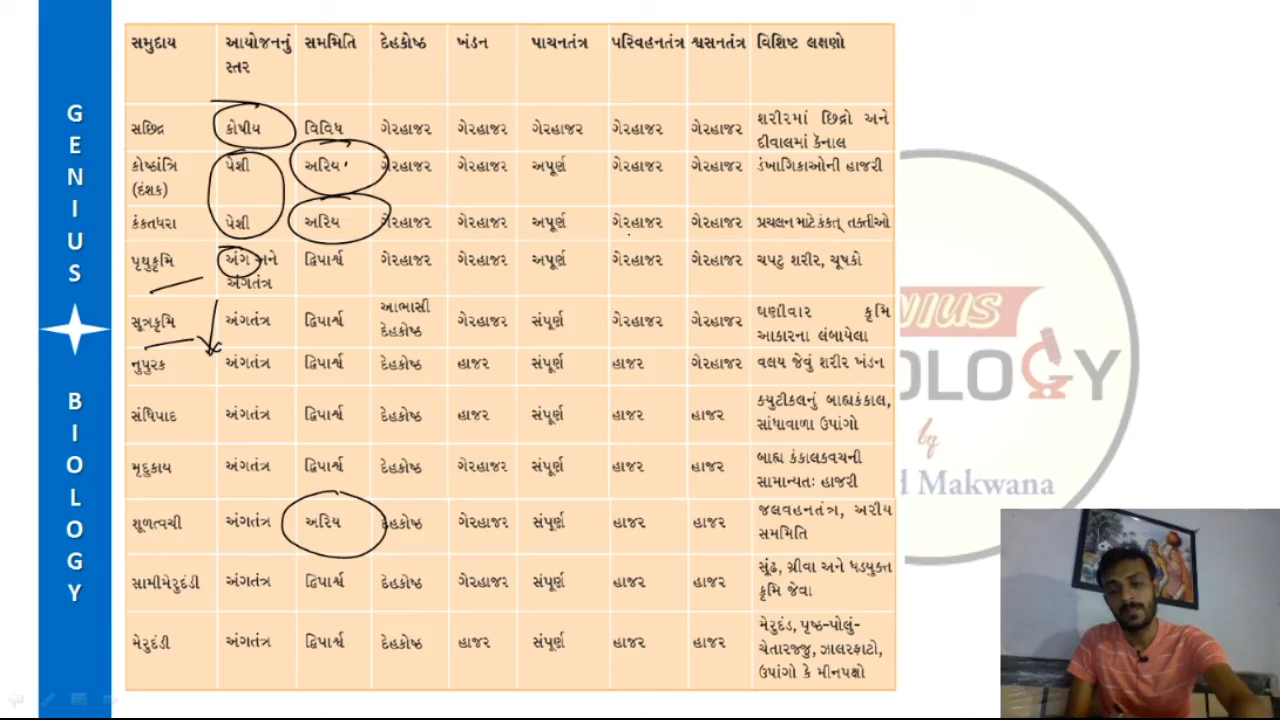 GENIUS
BIOLOGY
સમુદાય આયોજનનું સમમિતિ દેહકોષ્ઠ ખંડન પાચનતંત્ર પરિવહનતંત્ર શ્વસનતંત્ર વિશિષ્ટ લક્ષણો
સ્તર
સછિદ્ર કોષીય વિવિધ ગેરહાજર ગેરહાજર ગેરહાજર ગેરહાજર ગેરહાજર શરીરમાં છિદ્રો અને
દીવાલમાં કૅનાલ
કોષ્ઠાંત્રિ પેશી અરિય ગેરહાજર ગેરહાજર અપૂર્ણ ગેરહાજર ગેરહાજર ડંખાગિકાઓની હાજરી
(દંશક)
કંકતધરા પેશી અરિય ગેરહાજર ગેરહાજર અપૂર્ણ ગેરહાજર ગેરહાજર પ્રચલન માટે કંકત્ તક્તીઓ
પૃથુકૃમિ અંગ અને દ્વિપાર્શ્વ ગેરહાજર ગેરહાજર અપૂર્ણ ગેરહાજર ગેરહાજર ચપટુ શરીર, ચૂષકો
અંગતંત્ર
સૂત્રકૃમિ અંગતંત્ર દ્વિપાર્શ્વ આભાસી દેહકોષ્ઠ ગેરહાજર સંપૂર્ણ ગેરહાજર ગેરહાજર ઘણીવાર કૃમિ
આકારના લંબાયેલા
નુપુરક અંગતંત્ર દ્વિપાર્શ્વ દેહકોષ્ઠ હાજર સંપૂર્ણ હાજર ગેરહાજર વલય જેવું શરીર ખંડન
સંધિપાદ અંગતંત્ર દ્વિપાર્શ્વ દેહકોષ્ઠ હાજર સંપૂર્ણ હાજર હાજર ક્યુટીકલનું બાહ્યકંકાલ,
સાંધાવાળા ઉપાંગો
મૃદુકાય અંગતંત્ર દ્વિપાર્શ્વ દેહકોષ્ઠ ગેરહાજર સંપૂર્ણ હાજર હાજર બાહ્ય કંકાલકવચની
સામાન્યતઃ હાજરી
શૂળત્વચી અંગતંત્ર અરિય દેહકોષ્ઠ ગેરહાજર સંપૂર્ણ હાજર હાજર જલવહનતંત્ર, અરીય
સમમિતિ
સામીમેરુદંડી અંગતંત્ર દ્વિપાર્શ્વ દેહકોષ્ઠ ગેરહાજર સંપૂર્ણ હાજર હાજર સૂંઢ, ગ્રીવા અને ધડયુક્ત
કૃમિ જેવા
મેરુદંડી અંગતંત્ર દ્વિપાર્શ્વ દેહકોષ્ઠ હાજર સંપૂર્ણ હાજર હાજર મેરુદંડ, પૃષ્ઠ-પોલું-
ચેતારજ્જુ, ઝાલરફાટો,
ઉપાંગો કે મીનપક્ષો
by
Makwana